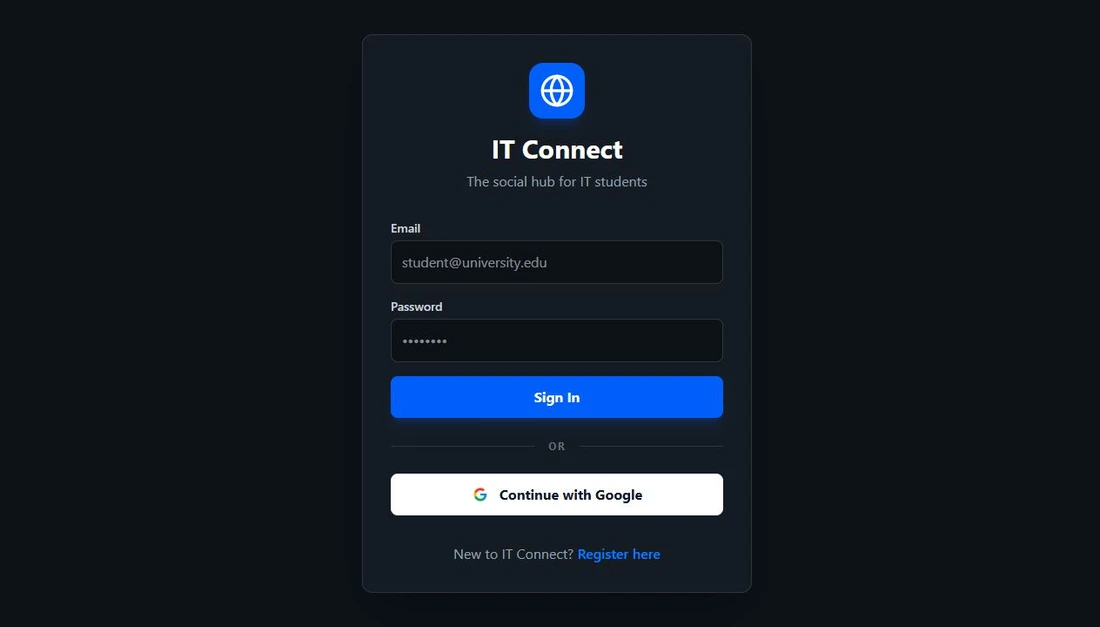 IT Connect
The social hub for IT students
Email
student@university.edu
Password
••••••••
Sign In
OR
Continue with Google
New to IT Connect? Register here